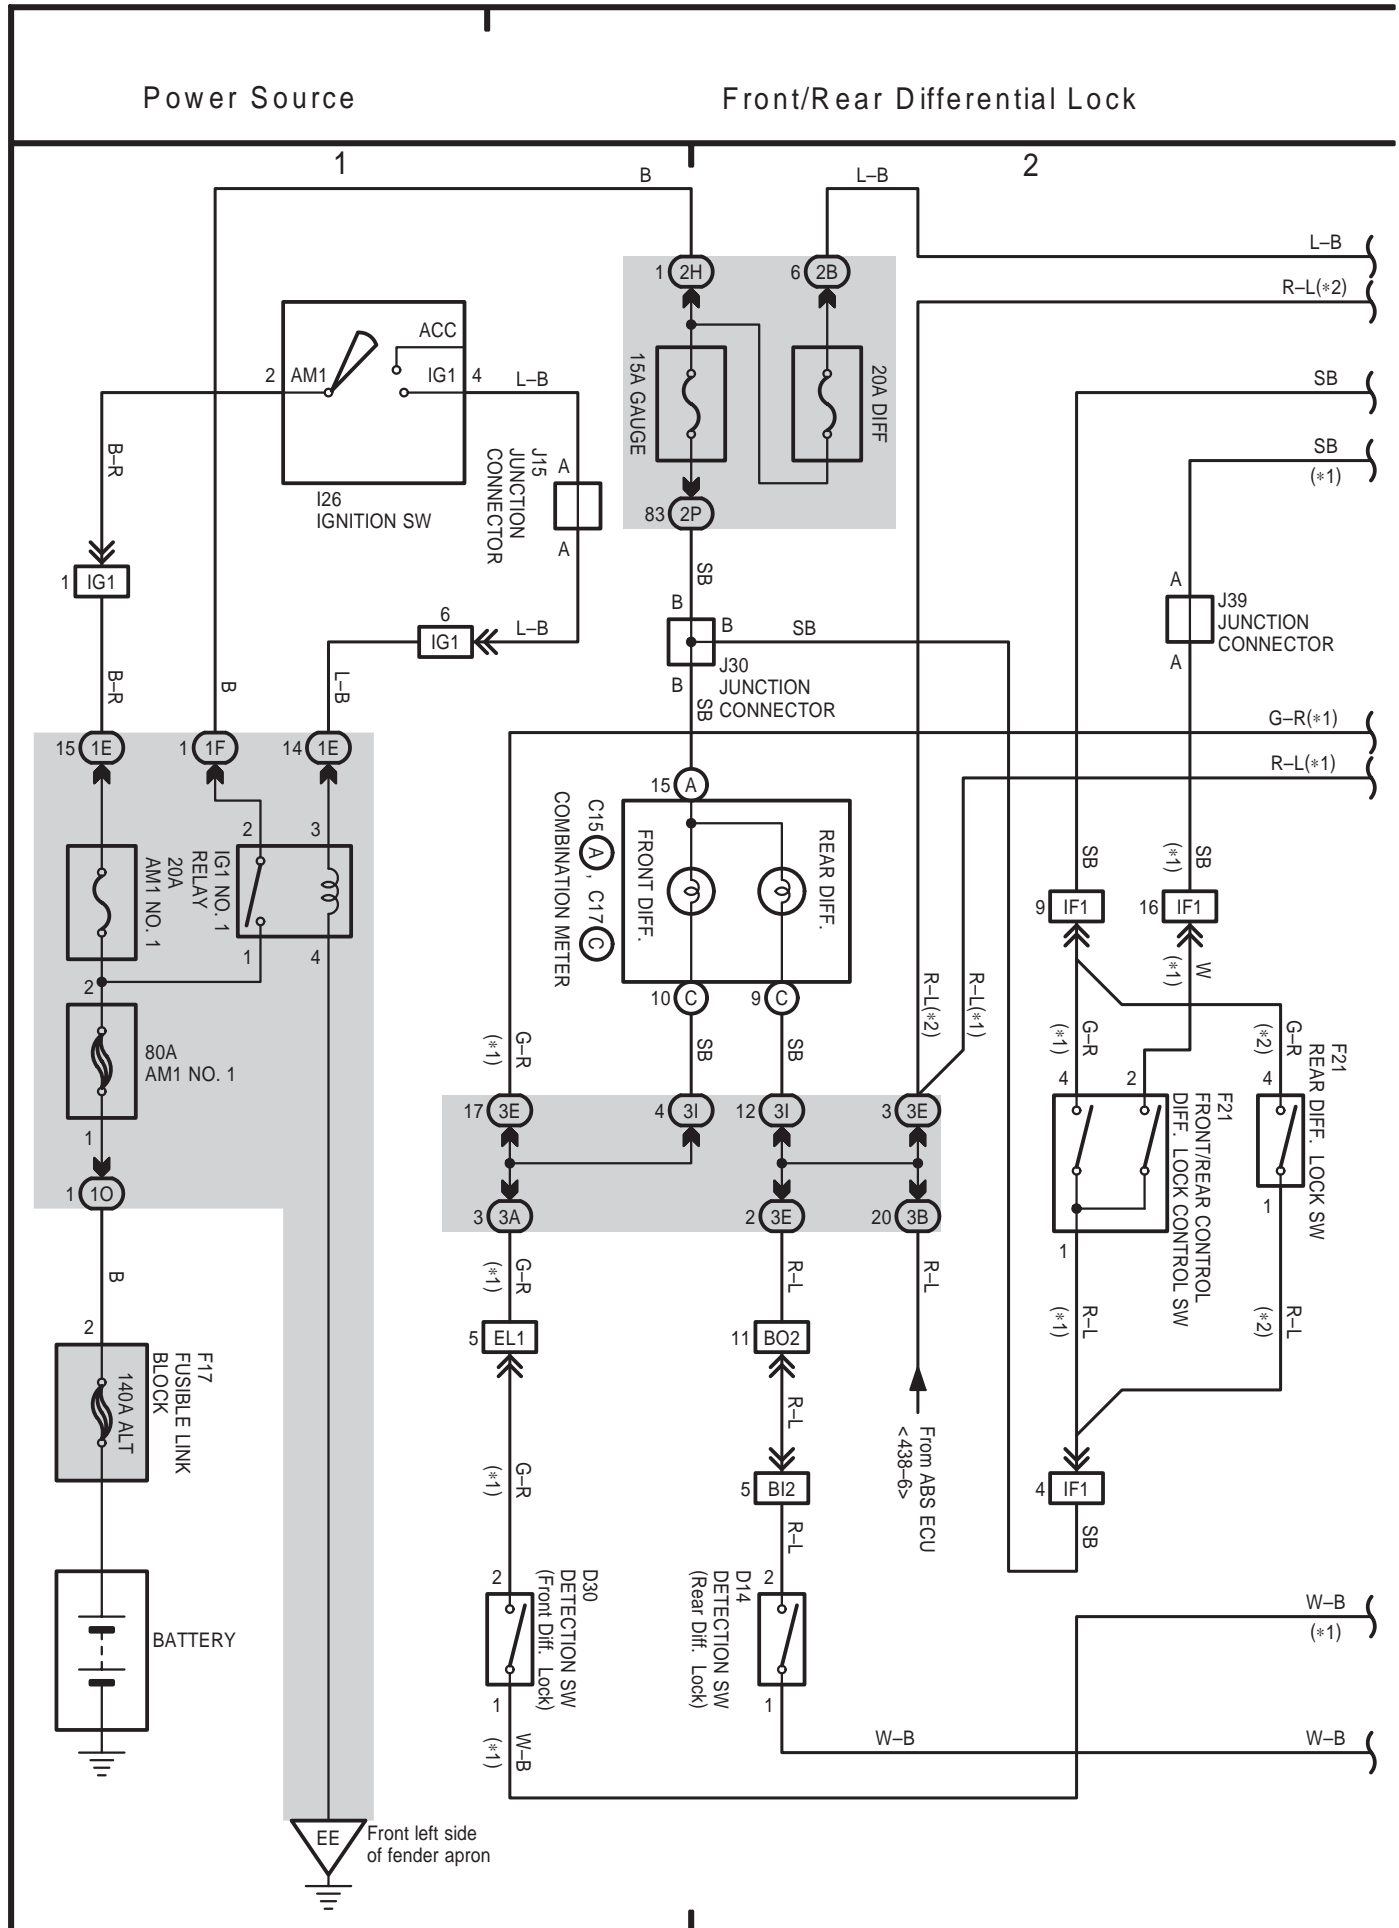 Power Source
Front/Rear Differential Lock
1
2
B
L–B
L–B
R–L(∗2)
1 2H
6 2B
ACC
2 AM1
IG1 4
L–B
15A GAUGE
20A DIFF
SB
SB
(∗1)
B–R
J15
JUNCTION
CONNECTOR
A
A
I26
IGNITION SW
83 2P
SB
1 IG1
6
IG1
L–B
B
B
SB
J30
JUNCTION
CONNECTOR
B
SB
A
J39
JUNCTION
CONNECTOR
A
B–R
B
L–B
G–R(∗1)
R–L(∗1)
15 1E
1 1F
14 1E
15 A
C15 A , C17 C
COMBINATION METER
FRONT DIFF.
REAR DIFF.
2
3
20A
AM1 NO. 1
IG1 NO. 1
RELAY
1
4
2
80A
AM1 NO. 1
1
1 1O
10 C
9 C
SB
(∗1)
SB
9 IF1
16 IF1
W
(∗1)
G–R
(∗1)
SB
SB
R–L(∗2)
R–L(∗1)
G–R
(∗1)
G–R
(∗2)
F21
REAR DIFF. LOCK SW
4
2
4
F21
FRONT/REAR CONTROL
DIFF. LOCK CONTROL SW
1
1
17 3E
4 3I
12 3I
3 3E
3 3A
2 3E
20 3B
B
G–R
(∗1)
R–L
R–L
R–L
(∗1)
R–L
(∗2)
2
F17
FUSIBLE LINK
BLOCK
140A ALT
5 EL1
11 BO2
R–L
From ABS ECU
<438–6>
G–R
(∗1)
5 BI2
4 IF1
R–L
SB
BATTERY
2
D30
DETECTION SW
(Front Diff. Lock)
1
2
D14
DETECTION SW
(Rear Diff. Lock)
1
W–B
(∗1)
W–B
(∗1)
W–B
W–B
EE
Front left side
of fender apron